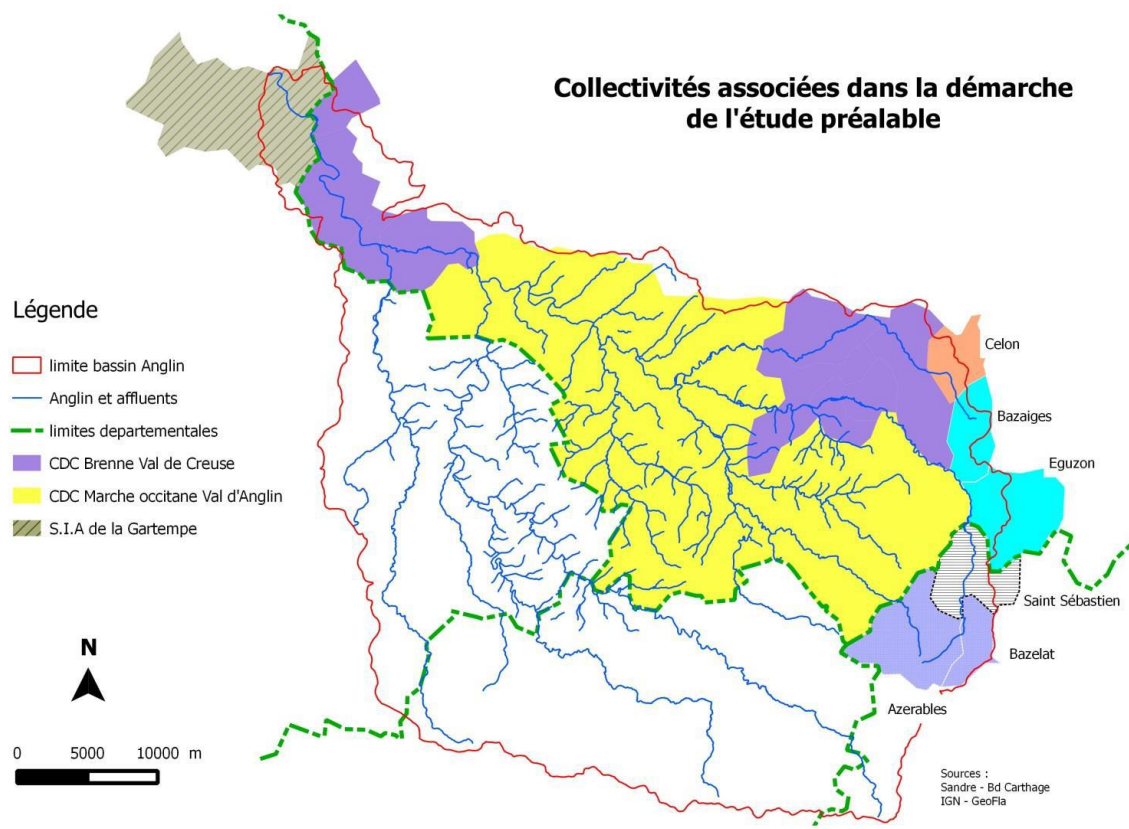 Collectivités associées dans la démarche
de l'étude préalable
Légende
limite bassin Anglin
Anglin et affluents
limites departementales
CDC Brenne Val de Creuse
CDC Marche occitane Val d'Anglin
S.I.A de la Gartempe
Celon
Bazaiges
Eguzon
Saint Sébastien
Bazelat
Azerables
N
0 5000 10000 m
Sources :
Sandre - Bd Carthage
IGN - GeoFla